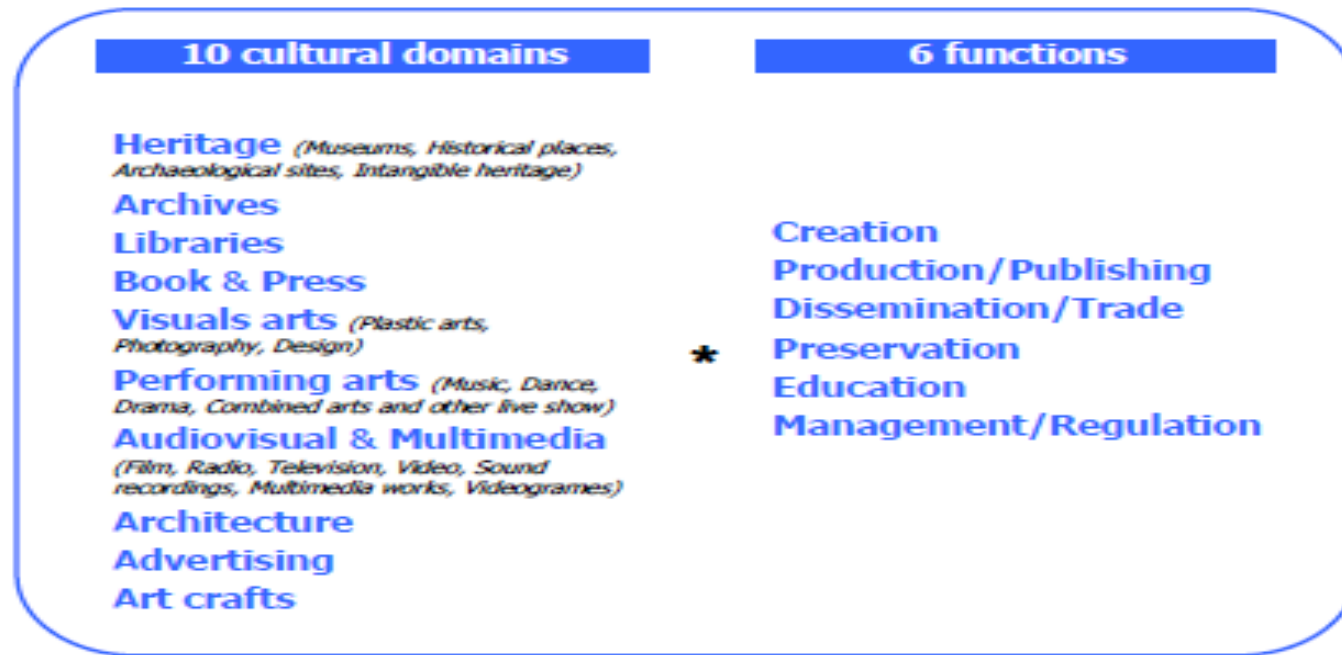 10 cultural domains
Heritage (Museums, Historical places,
Archaeological sites, Intangible heritage)
Archives
Libraries
Book & Press
Visuals arts (Plastic arts,
Photography, Design)
Performing arts (Music, Dance,
Drama, Combined arts and other live show)
Audiovisual & Multimedia
(Film, Radio, Television, Video, Sound
recordings, Multimedia works, Videogrames)
Architecture
Advertising
Art crafts
*
6 functions
Creation
Production/Publishing
Dissemination/Trade
Preservation
Education
Management/Regulation